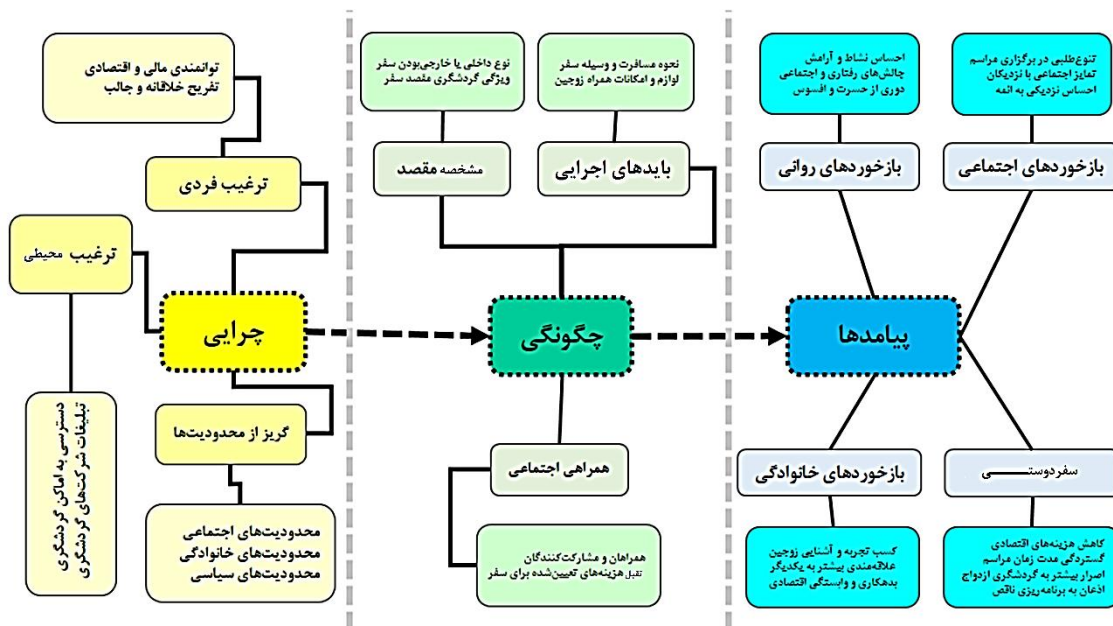 توانمندی مالی و اقتصادی
تفریح خلاقانه و جالب
ترغیب فردی
ترغیب محیطی
دسترسی به اماکن گردشگری
تبلیغات شرکت‌های گردشگری
چرایی
گریز از محدودیت‌ها
محدودیت‌های اجتماعی
محدودیت‌های خانوادگی
محدودیت‌های سیاسی
نوع داخلی یا خارجی‌بودن سفر
ویژگی گردشگری مقصد سفر
مشخصه مقصد
نحوه مسافرت و وسیله سفر
لوازم و امکانات همراه زوجین
بایدهای اجرایی
چگونگی
همراهی اجتماعی
همراهان و مشارکت‌کنندگان
تقبل هزینه‌های تعیین‌شده برای سفر
احساس نشاط و آرامش
چالش‌های رفتاری و اجتماعی
دوری از حسرت و افسوس
بازخوردهای روانی
تنوع‌طلبی در برگزاری مراسم
تمایز اجتماعی با نزدیکان
احساس نزدیکی به ائمه
بازخوردهای اجتماعی
پیامدها
بازخوردهای خانوادگی
کسب تجربه و آشنایی زوجین
علاقه‌مندی بیشتر به یکدیگر
بدهکاری و وابستگی اقتصادی
سفردوستــــــی
کاهش هزینه‌های اقتصادی
گستردگی مدت زمان مراسم
اصرار بیشتر به گردشگری ازدواج
اذعان به برنامه‌ریزی ناقص